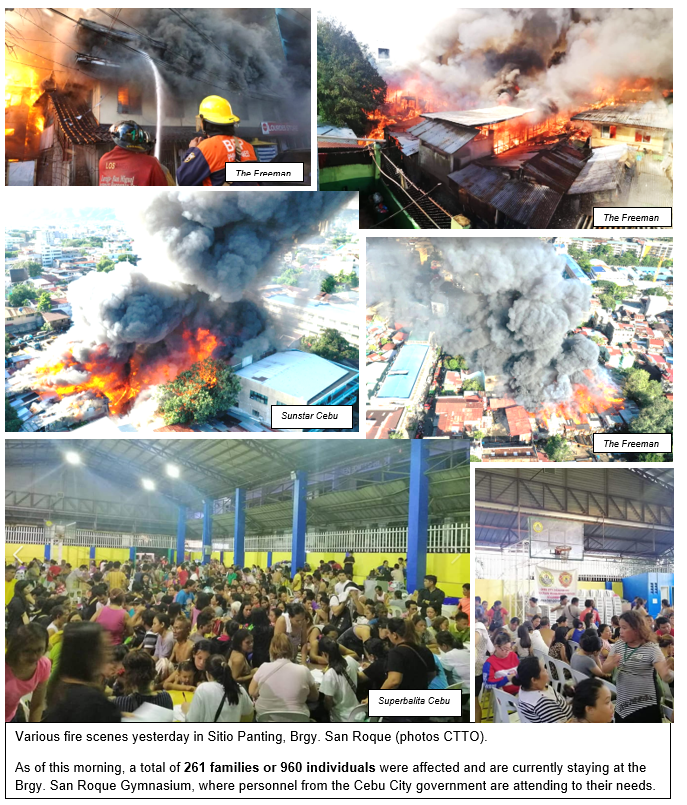 LDS
The Freeman
The Freeman
Sunstar Cebu
The Freeman
Superbalita Cebu
Various fire scenes yesterday in Sitio Panting, Brgy. San Roque (photos CTTO).
As of this morning, a total of 261 families or 960 individuals were affected and are currently staying at the
Brgy. San Roque Gymnasium, where personnel from the Cebu City government are attending to their needs.